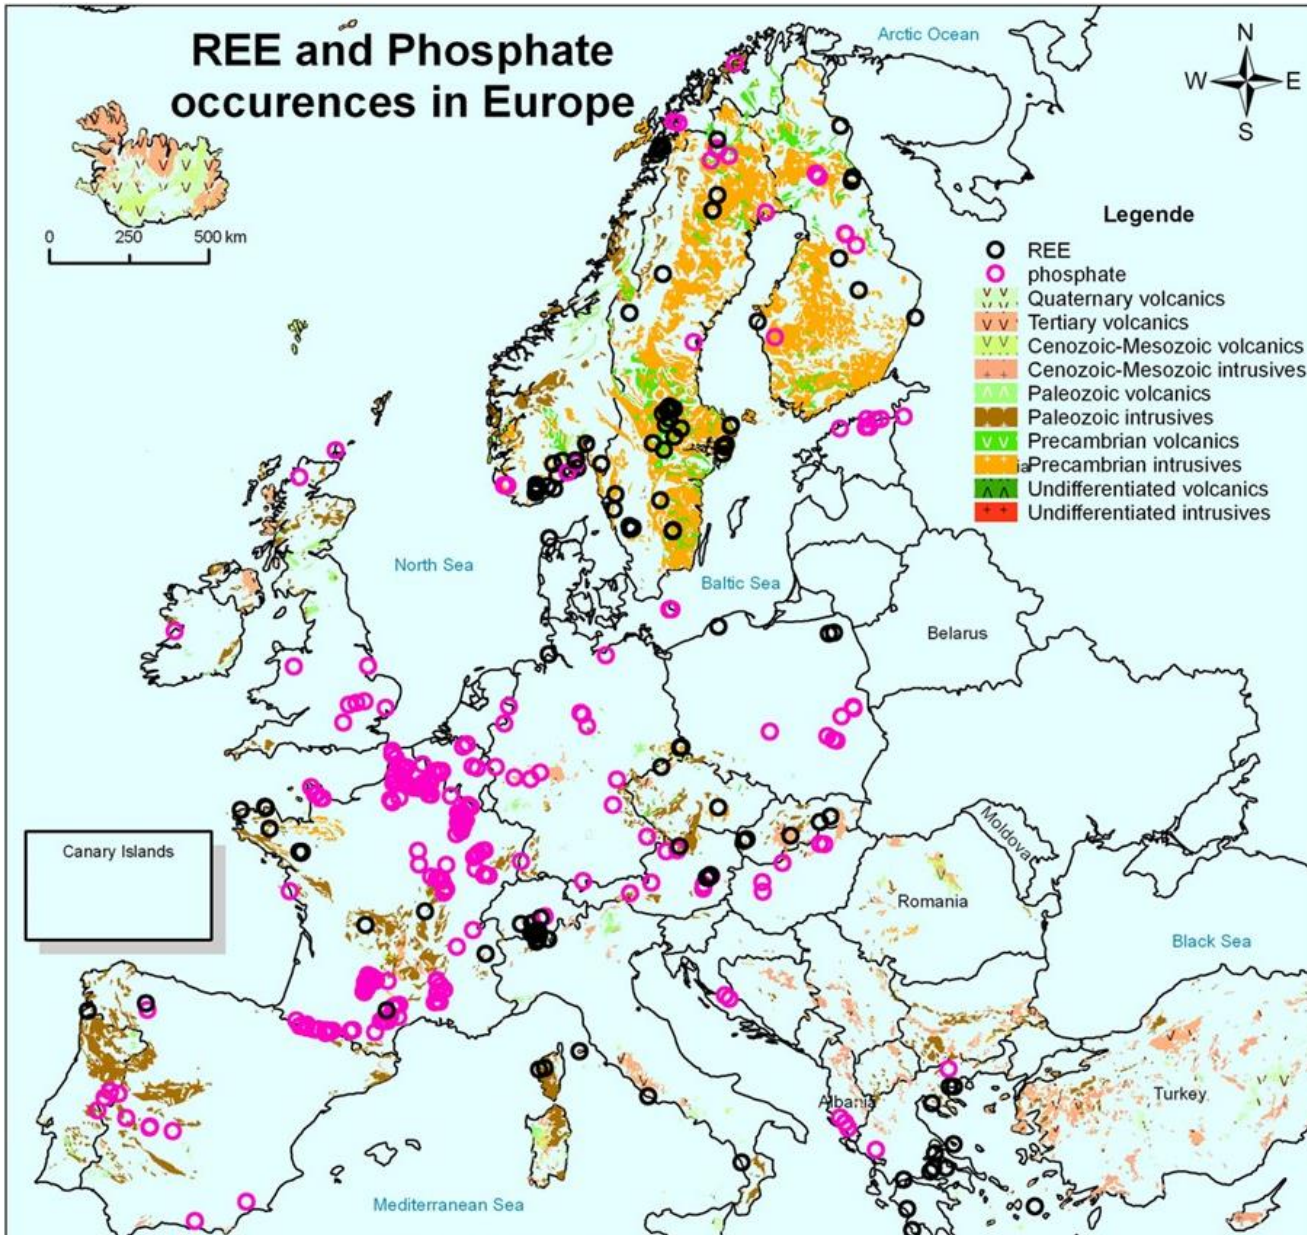 REE and Phosphate
occurences in Europe
Arctic Ocean
N
W E
S
0 250 500 km
Legende
REE
phosphate
Quaternary volcanics
Tertiary volcanics
Cenozoic-Mesozoic volcanics
Cenozoic-Mesozoic intrusives
Paleozoic volcanics
Paleozoic intrusives
Precambrian volcanics
Precambrian intrusives
Undifferentiated volcanics
Undifferentiated intrusives
North Sea
Baltic Sea
Belarus
Moldova
Canary Islands
Romania
Black Sea
Albania
Turkey
Mediterranean Sea